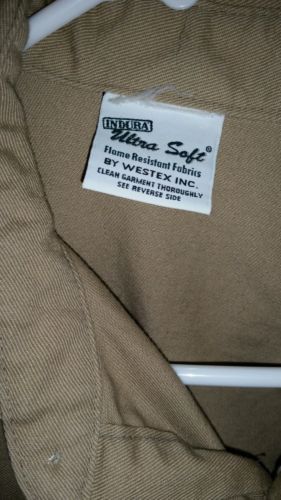 INDURA
Ultra Soft®
Flame Resistant Fabrics
BY WESTEX INC.
CLEAN GARMENT THOROUGHLY
SEE REVERSE SIDE